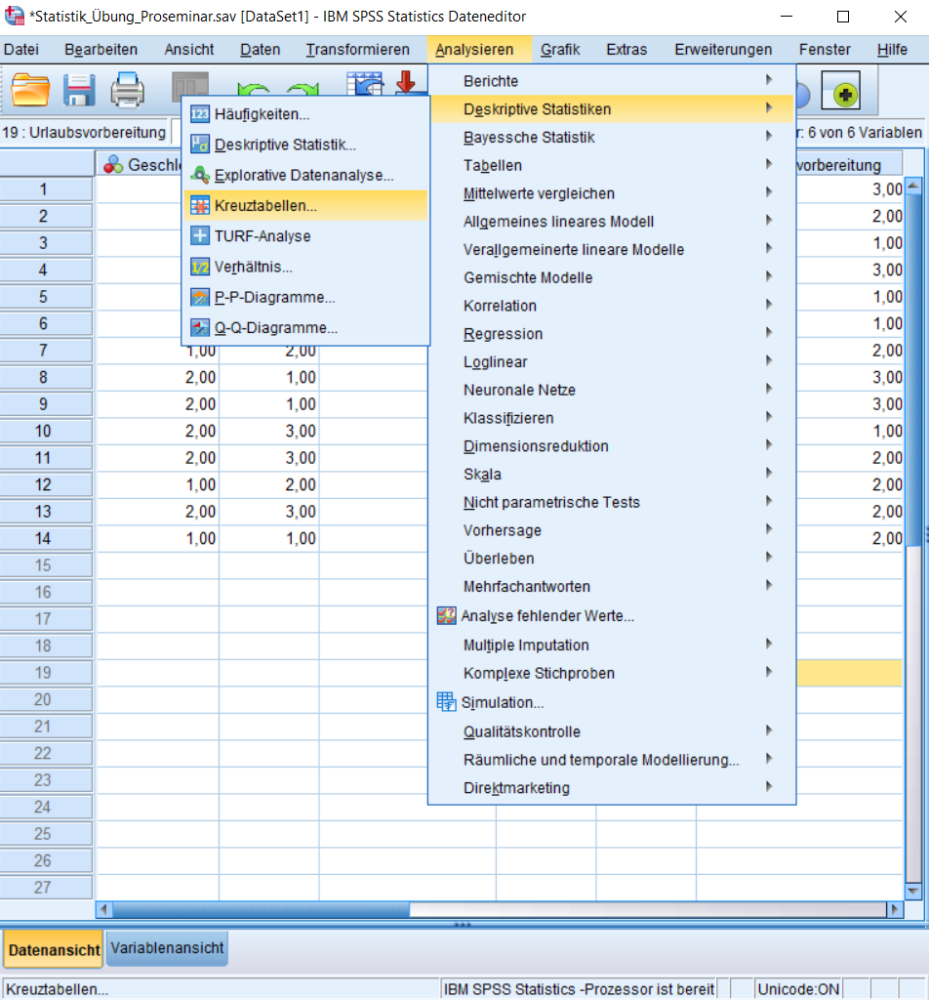 *Statistik_Übung_Proseminar.sav [DataSet1] - IBM SPSS Statistics Dateneditor
Datei Bearbeiten Ansicht Daten Transformieren Analysieren Grafik Extras Erweiterungen Fenster Hilfe
19 : Urlaubsvorbereitung
r: 6 von 6 Variablen
Geschle
vorbereitung
Berichte
Deskriptive Statistiken
Bayessche Statistik
Tabellen
Mittelwerte vergleichen
Allgemeines lineares Modell
Verallgemeinerte lineare Modelle
Gemischte Modelle
Korrelation
Regression
Loglinear
Neuronale Netze
Klassifizieren
Dimensionsreduktion
Skala
Nicht parametrische Tests
Vorhersage
Überleben
Mehrfachantworten
Analyse fehlender Werte...
Multiple Imputation
Komplexe Stichproben
Simulation...
Qualitätskontrolle
Räumliche und temporale Modellierung...
Direktmarketing
123 Häufigkeiten...
Deskriptive Statistik...
Explorative Datenanalyse...
Kreuztabellen...
TURF-Analyse
1/2 Verhältnis...
P-P-Diagramme...
Q-Q-Diagramme...
1 3,00
2 2,00
3 1,00
4 3,00
5 1,00
6 1,00
7 1,00 2,00 2,00
8 2,00 1,00 3,00
9 2,00 1,00 3,00
10 2,00 3,00 1,00
11 2,00 3,00 2,00
12 1,00 2,00 2,00
13 2,00 3,00 2,00
14 1,00 1,00 2,00
15
16
17
18
19
20
21
22
23
24
25
26
27
Datenansicht Variablenansicht
Kreuztabellen... IBM SPSS Statistics -Prozessor ist bereit Unicode:ON